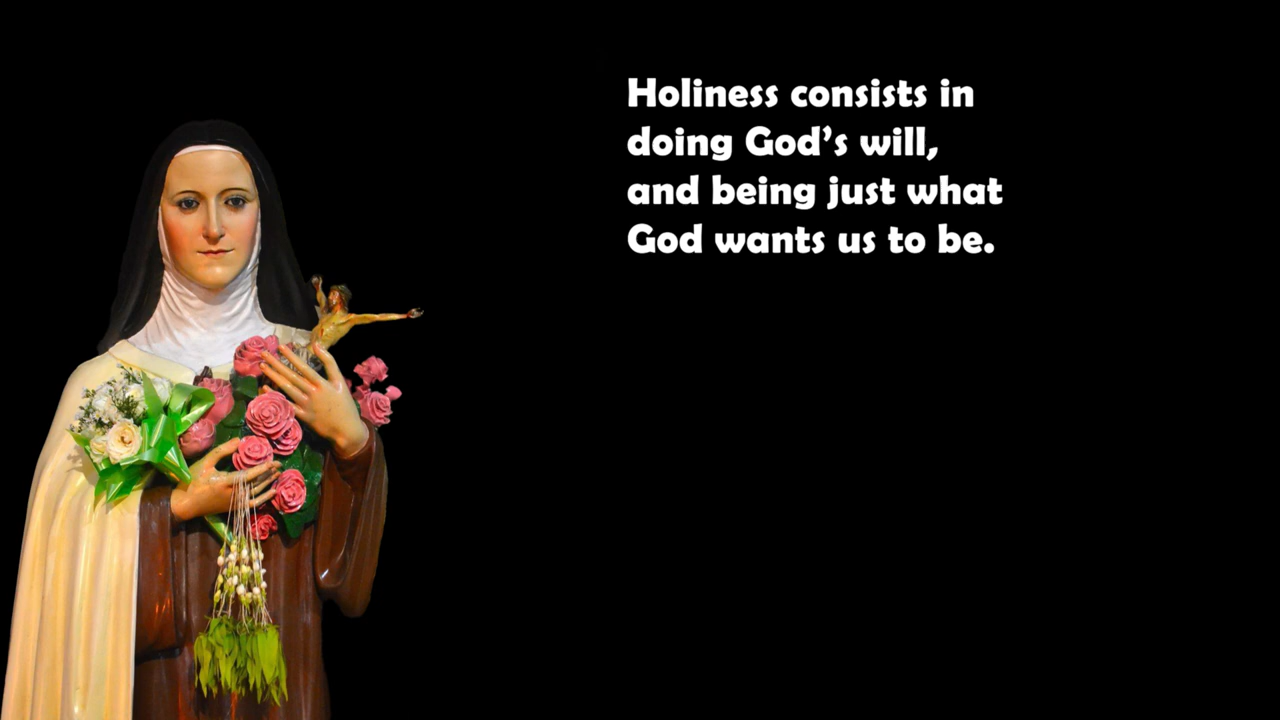 Holiness consists in
doing God’s will,
and being just what
God wants us to be.